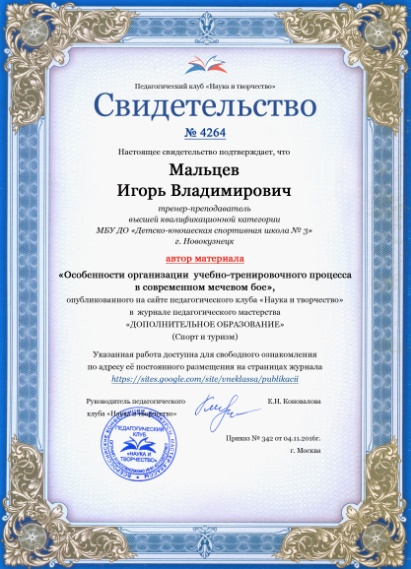 Педагогический клуб «Наука и творчество»
Свидетельство
№ 4264
Настоящее свидетельство подтверждает, что
Мальцев
Игорь Владимирович
тренер-преподаватель
высшей квалификационной категории
МБУ ДО «Детско-юношеская спортивная школа № 3»
г. Новокузнецк
автор материала
«Особенности организации учебно-тренировочного процесса
в современном мечевом бое»,
опубликованного на сайте педагогического клуба «Наука и творчество»
в журнале педагогического мастерства
«ДОПОЛНИТЕЛЬНОЕ ОБРАЗОВАНИЕ»
(Спорт и туризм)
Указанная работа доступна для свободного ознакомления
по адресу её постоянного размещения на страницах журнала
https://sites.google.com/site/vneklassa/publikacii
Руководитель педагогического Е.Н. Коновалова
клуба «Наука и творчество»
ПЕДАГОГИЧЕСКИЙ
КЛУБ
«НАУКА И
ТВОРЧЕСТВО»
Приказ № 342 от 04.11.2016г.
г. Москва